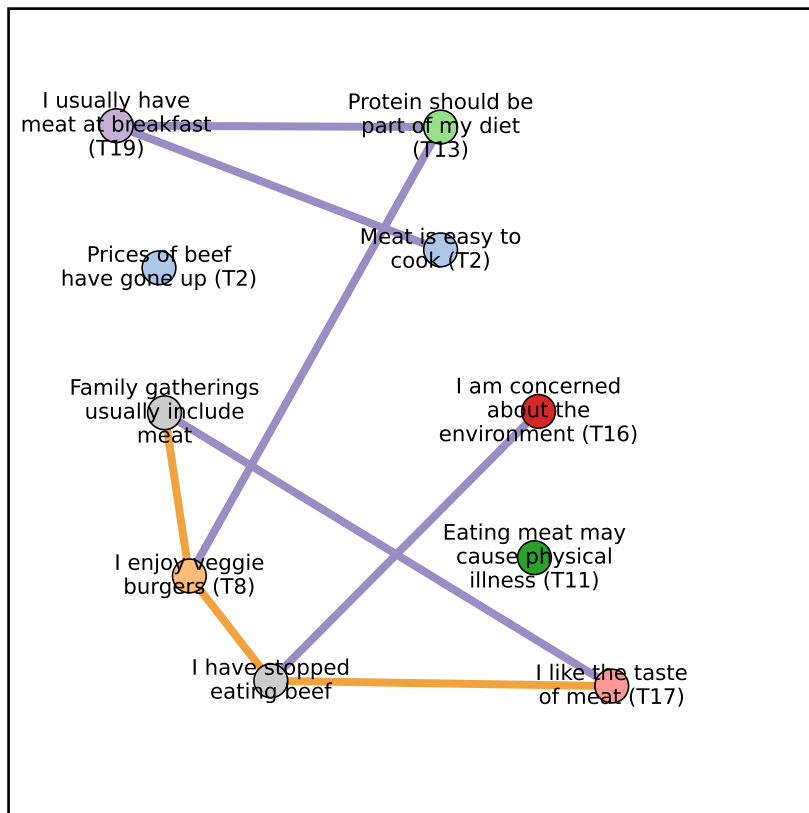 I usually have
meat at breakfast
(T19)
Protein should be
part of my diet
(T13)
Prices of beef
have gone up (T2)
Meat is easy to
cook (T2)
Family gatherings
usually include
meat
I am concerned
about the
environment (T16)
Eating meat may
cause physical
illness (T11)
I enjoy veggie
burgers (T8)
I have stopped
eating beef
I like the taste
of meat (T17)